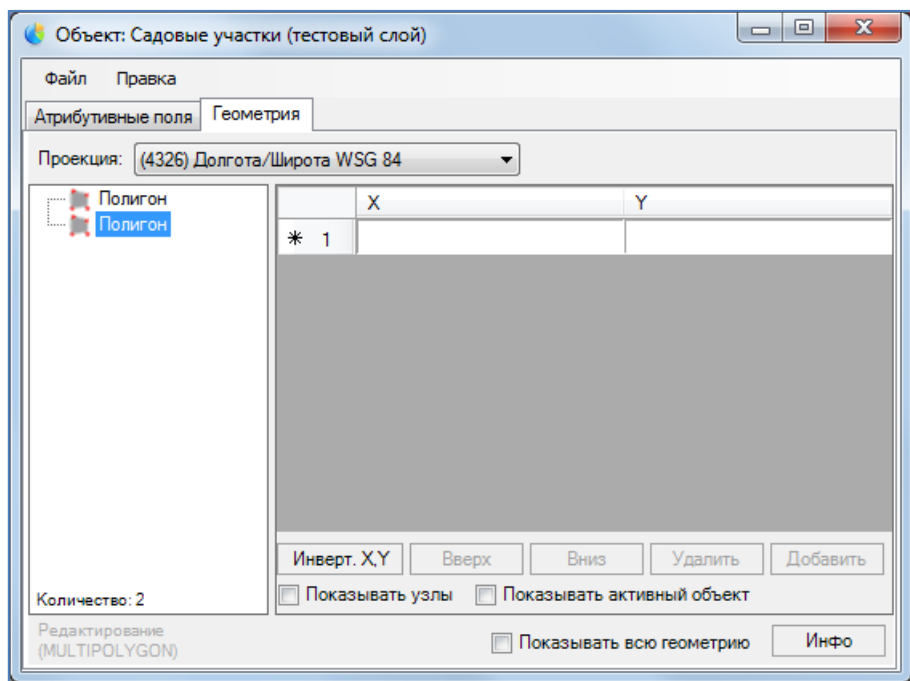 Объект: Садовые участки (тестовый слой)
Файл Правка
Атрибутивные поля Геометрия
Проекция: (4326) Долгота/Широта WSG 84
Полигон
Полигон
X Y
* 1
Инверт. X,Y Вверх Вниз Удалить Добавить
Показывать узлы Показывать активный объект
Количество: 2
Редактирование
(MULTIPOLYGON)
Показывать всю геометрию Инфо